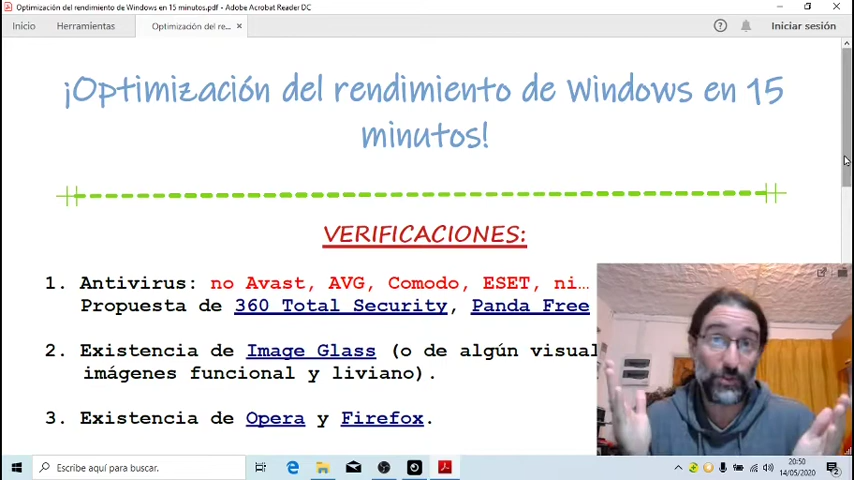 Optimización del rendimiento de Windows en 15 minutos.pdf - Adobe Acrobat Reader DC
Inicio Herramientas Optimización del re... × Iniciar sesión
¡Optimización del rendimiento de Windows en 15
minutos!
VERIFICACIONES:
1. Antivirus: no Avast, AVG, Comodo, ESET, ni…
Propuesta de 360 Total Security, Panda Free
2. Existencia de Image Glass (o de algún visual
imágenes funcional y liviano).
3. Existencia de Opera y Firefox.
Escribe aquí para buscar.
20:50
14/05/2020
2